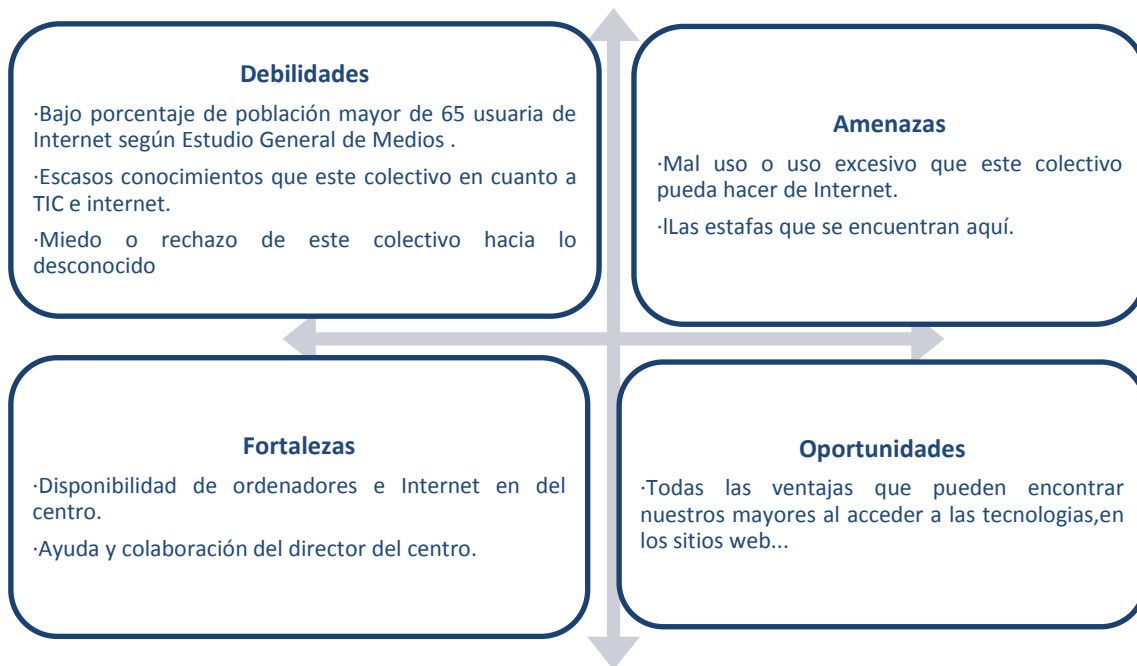 Debilidades
·Bajo porcentaje de población mayor de 65 usuaria de
Internet según Estudio General de Medios .
·Escasos conocimientos que este colectivo en cuanto a
TIC e internet.
·Miedo o rechazo de este colectivo hacia lo
desconocido
Amenazas
·Mal uso o uso excesivo que este colectivo
pueda hacer de Internet.
·lLas estafas que se encuentran aquí.
Fortalezas
·Disponibilidad de ordenadores e Internet en del
centro.
·Ayuda y colaboración del director del centro.
Oportunidades
·Todas las ventajas que pueden encontrar
nuestros mayores al acceder a las tecnologias,en
los sitios web...